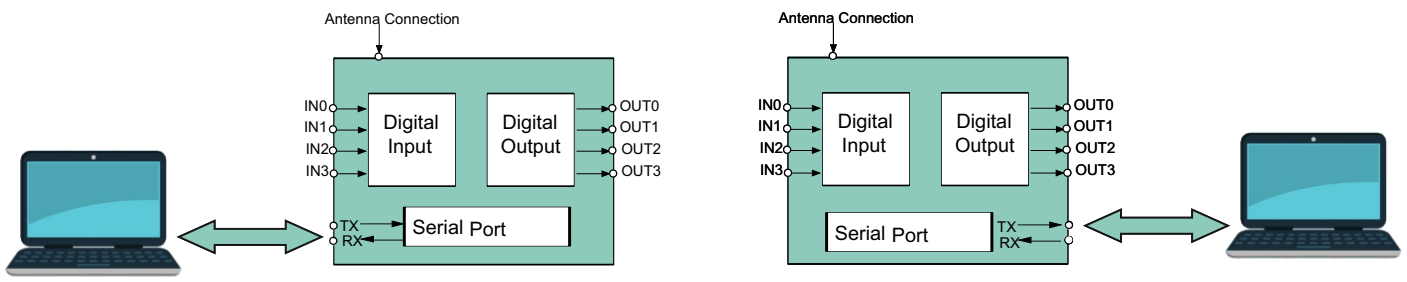 Antenna Connection
IN0
IN1
IN2
IN3
Digital
Input
Digital
Output
OUT0
OUT1
OUT2
OUT3
TX
RX
Serial Port
Antenna Connection
IN0
IN1
IN2
IN3
Digital
Input
Digital
Output
OUT0
OUT1
OUT2
OUT3
Serial Port
TX
RX